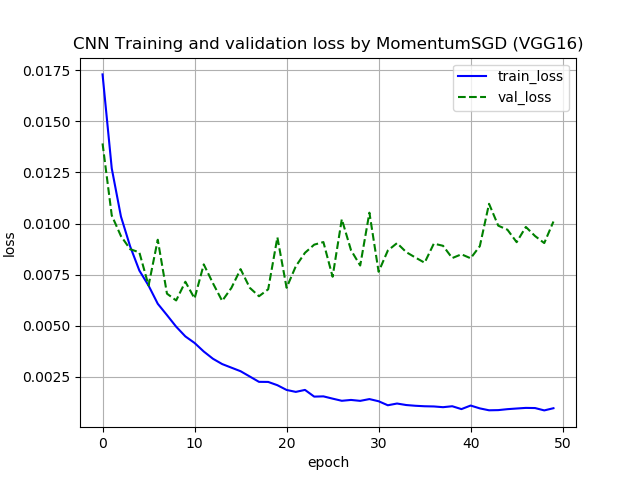 CNN Training and validation loss by MomentumSGD (VGG16)
train_loss
val_loss
loss
0.0175
0.0150
0.0125
0.0100
0.0075
0.0050
0.0025
0 10 20 30 40 50
epoch